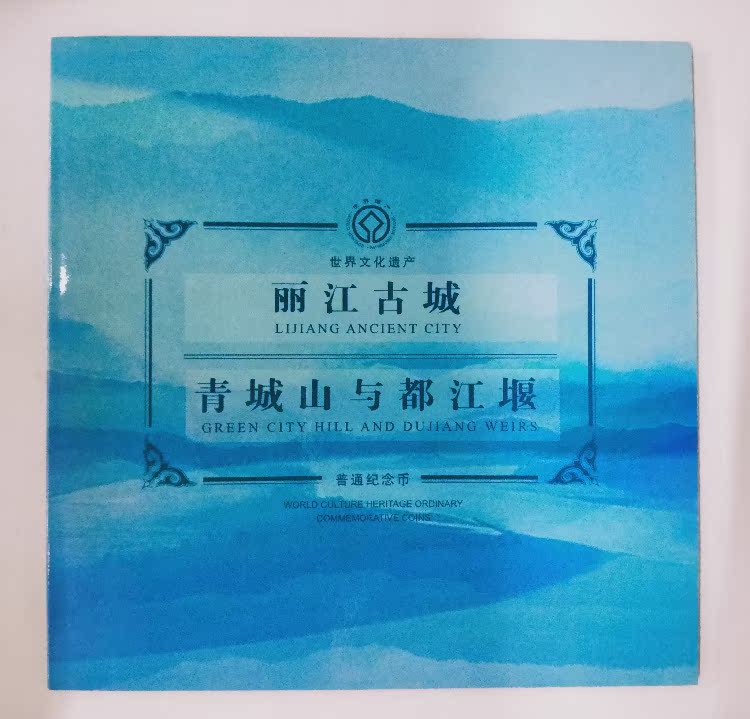 世界文化遗产
丽江古城
LIJIANG ANCIENT CITY
青城山与都江堰
GREEN CITY HILL AND DUJIANG WEIRS
普通纪念币
WORLD CULTURE HERITAGE ORDINARY
COMMEMORATIVE COINS